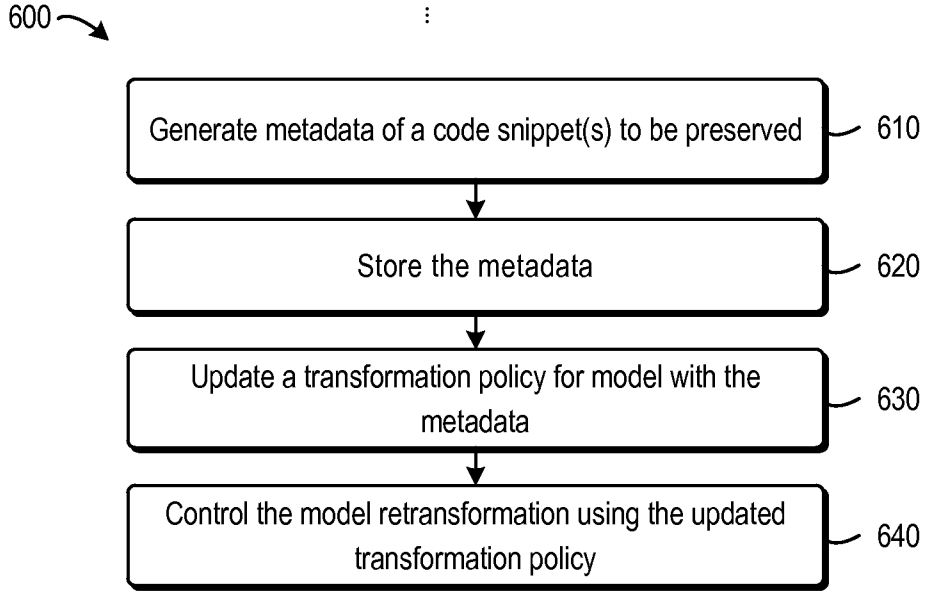 600
⋮
Generate metadata of a code snippet(s) to be preserved
610
Store the metadata
620
Update a transformation policy for model with the
metadata
630
Control the model retransformation using the updated
transformation policy
640